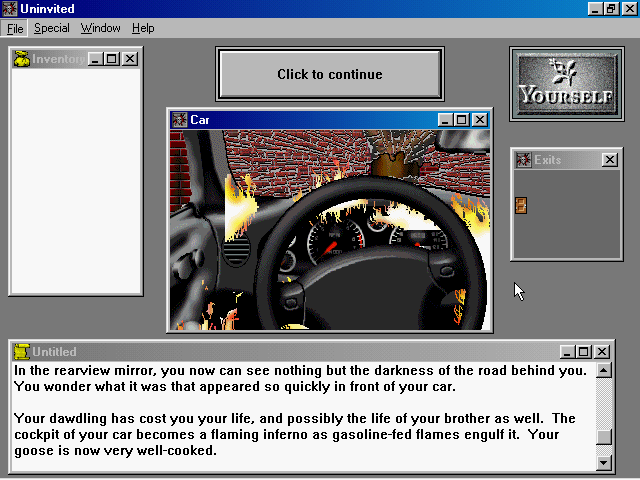 Uninvited
File Special Window Help
Inventory
Click to continue
YOURSELF
Car
Exits
Untitled
In the rearview mirror, you now can see nothing but the darkness of the road behind you.
You wonder what it was that appeared so quickly in front of your car.
Your dawdling has cost you your life, and possibly the life of your brother as well. The
cockpit of your car becomes a flaming inferno as gasoline-fed flames engulf it. Your
goose is now very well-cooked.